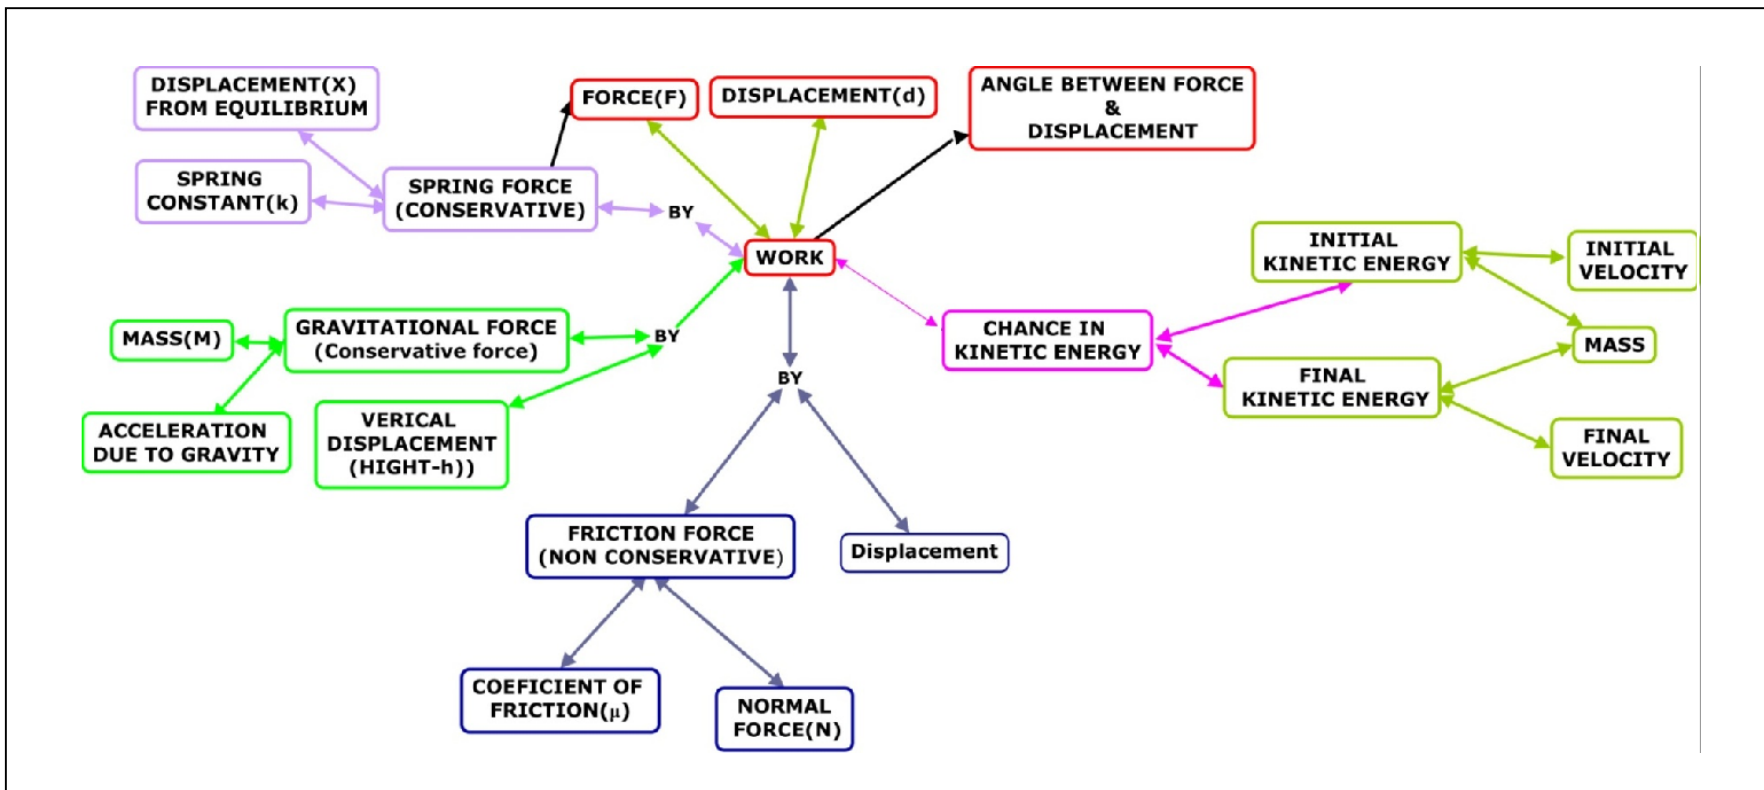 DISPLACEMENT(X)
FROM EQUILIBRIUM
FORCE(F)
DISPLACEMENT(d)
ANGLE BETWEEN FORCE
&
DISPLACEMENT
SPRING
CONSTANT(k)
SPRING FORCE
(CONSERVATIVE)
BY
WORK
INITIAL
KINETIC ENERGY
INITIAL
VELOCITY
MASS(M)
GRAVITATIONAL FORCE
(Conservative force)
BY
CHANCE IN
KINETIC ENERGY
MASS
BY
FINAL
KINETIC ENERGY
ACCELERATION
DUE TO GRAVITY
VERICAL
DISPLACEMENT
(HIGHT-h))
FINAL
VELOCITY
FRICTION FORCE
(NON CONSERVATIVE)
Displacement
COEFICIENT OF
FRICTION(μ)
NORMAL
FORCE(N)